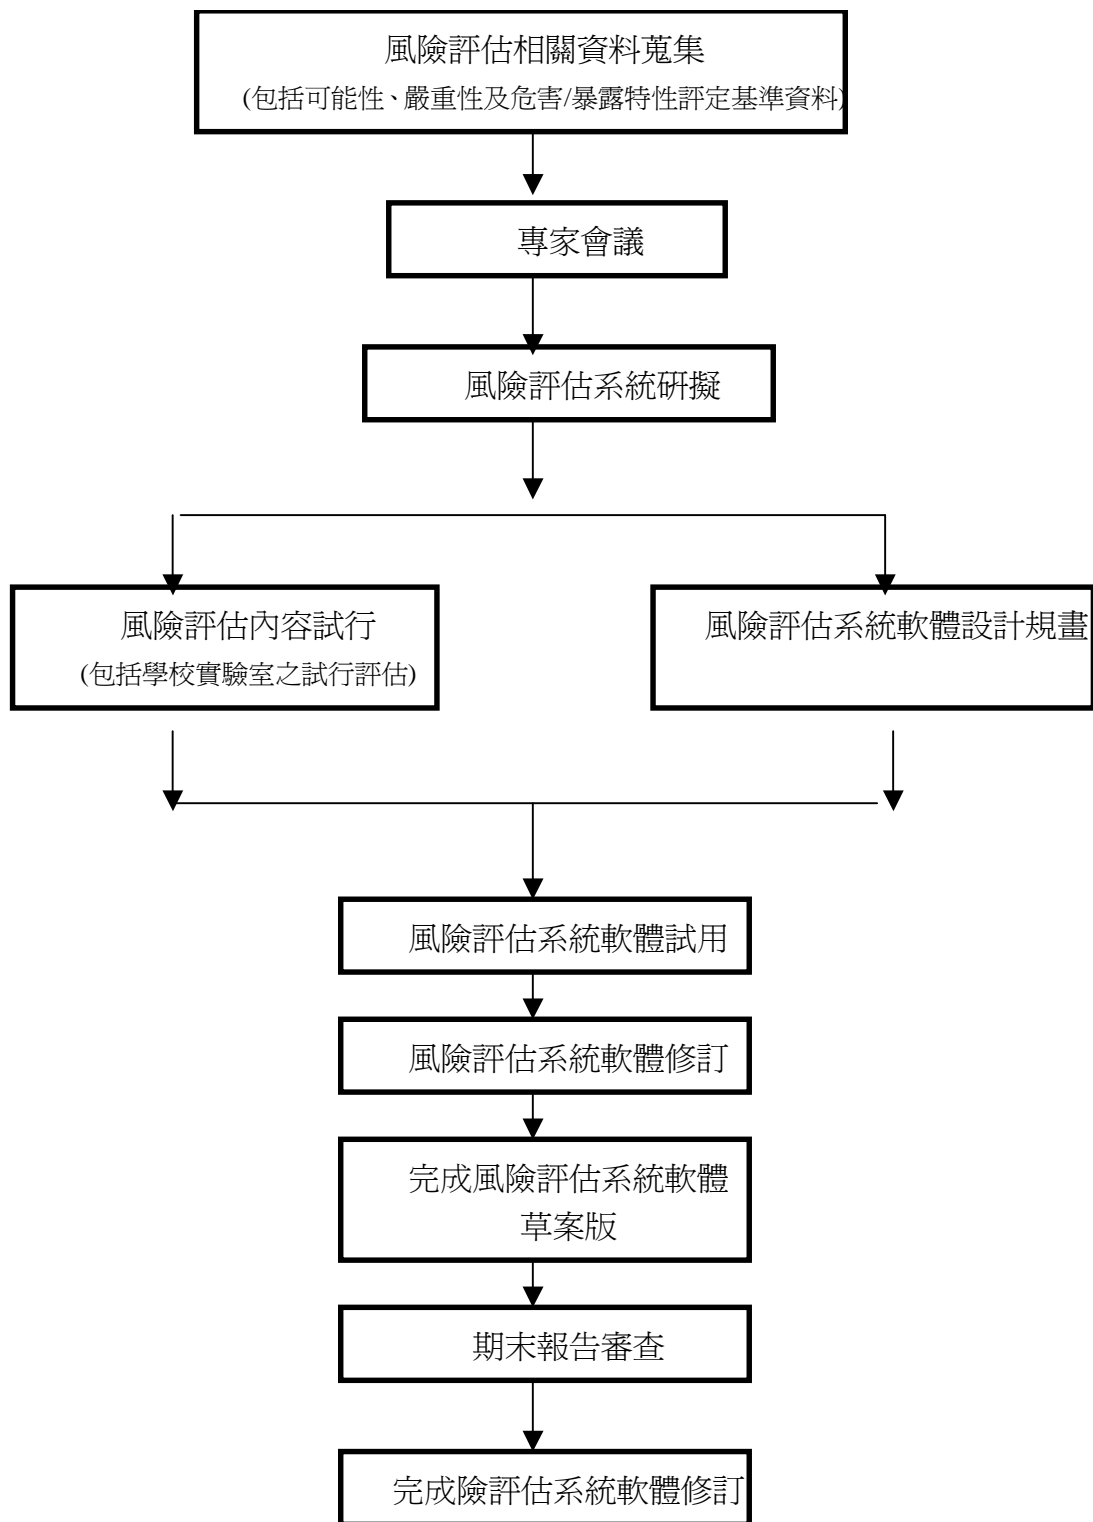 風險評估相關資料蒐集
(包括可能性、嚴重性及危害/暴露特性評定基準資料)
專家會議
風險評估系統研擬
風險評估內容試行
(包括學校實驗室之試行評估)
風險評估系統軟體設計規畫
風險評估系統軟體試用
風險評估系統軟體修訂
完成風險評估系統軟體
草案版
期末報告審查
完成險評估系統軟體修訂